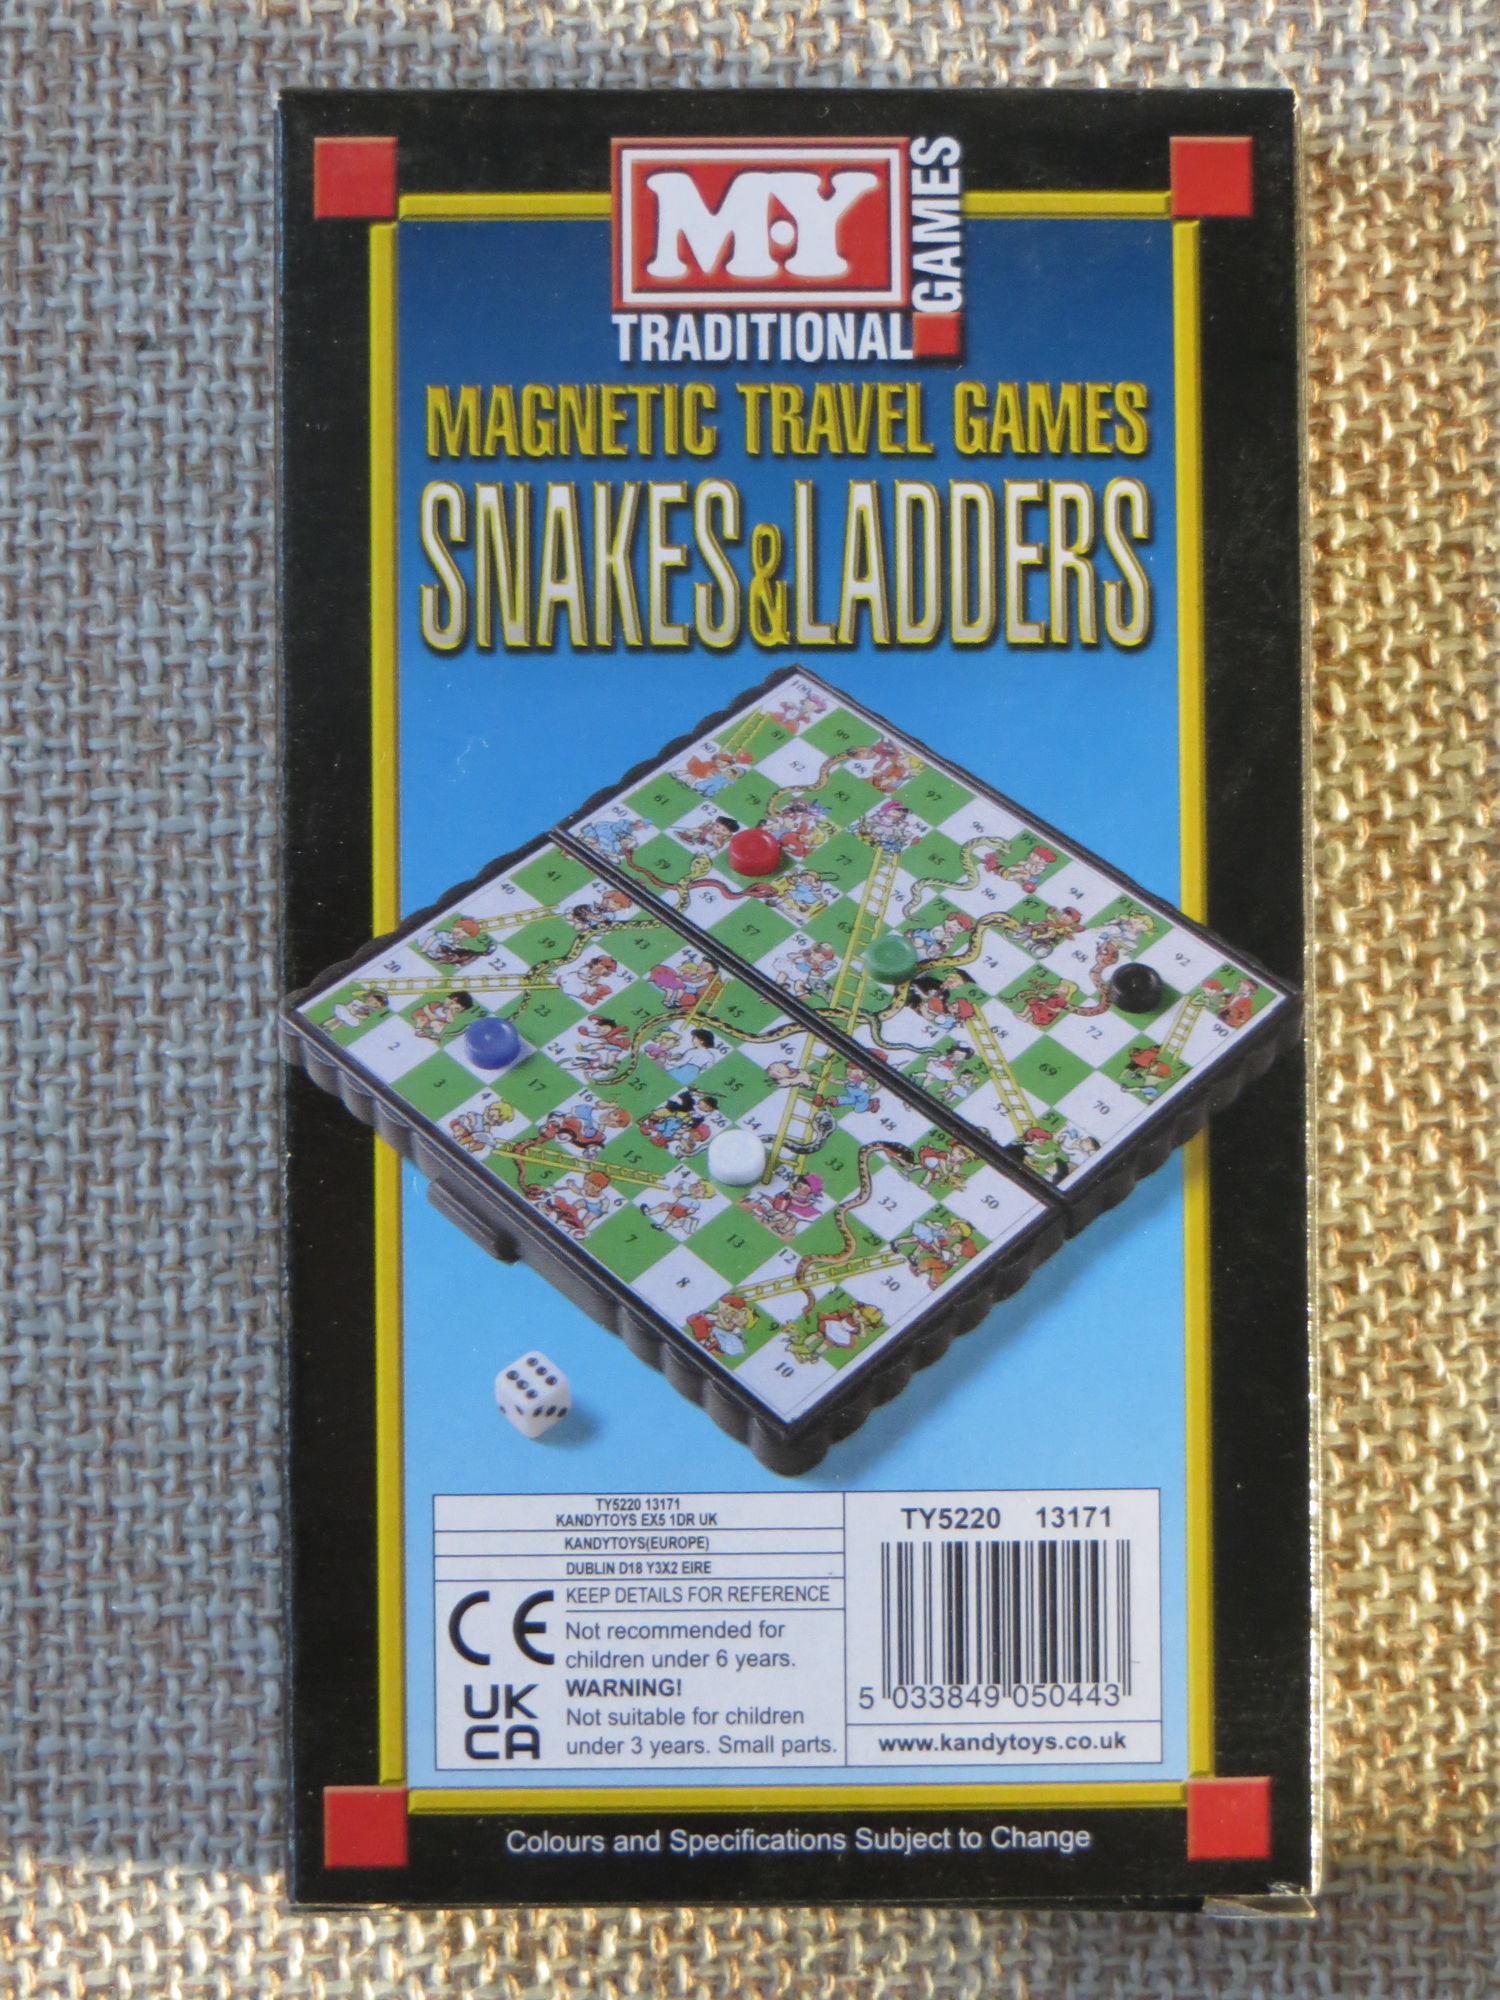 M·Y
TRADITIONAL GAMES
MAGNETIC TRAVEL GAMES
SNAKES & LADDERS
TY5220 13171
KANDYTOYS EX5 1DR UK
KANDYTOYS(EUROPE)
DUBLIN D18 Y3X2 EIRE
KEEP DETAILS FOR REFERENCE
CE
Not recommended for
children under 6 years.
UK
CA
WARNING!
Not suitable for children
under 3 years. Small parts.
TY5220 13171
5 033849 050443
www.kandytoys.co.uk
Colours and Specifications Subject to Change